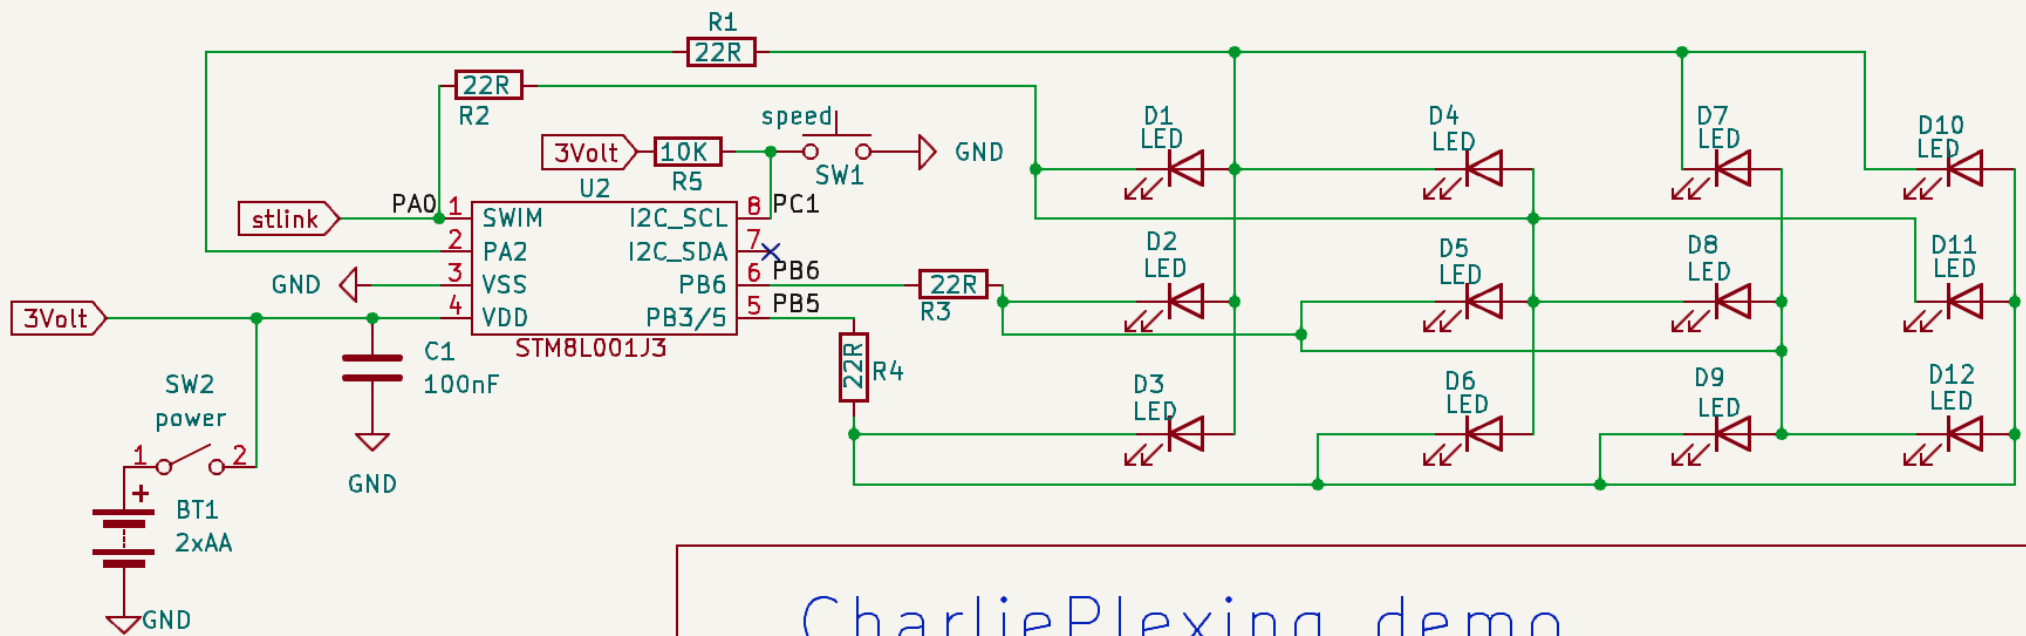 R1
22R
22R
R2
speed
3Volt
10K
R5
SW1
GND
D1
LED
D4
LED
D7
LED
D10
LED
U2
PA0
1
SWIM
I2C_SCL
8
PC1
stlink
2
PA2
I2C_SDA
7
GND
3
VSS
PB6
6
PB6
22R
R3
D2
LED
D5
LED
D8
LED
D11
LED
3Volt
4
VDD
PB3/5
5
PB5
STM8L001J3
C1
100nF
22R
R4
D3
LED
D6
LED
D9
LED
D12
LED
SW2
power
1
2
GND
+
BT1
2xAA
GND
CharliePlexing demo